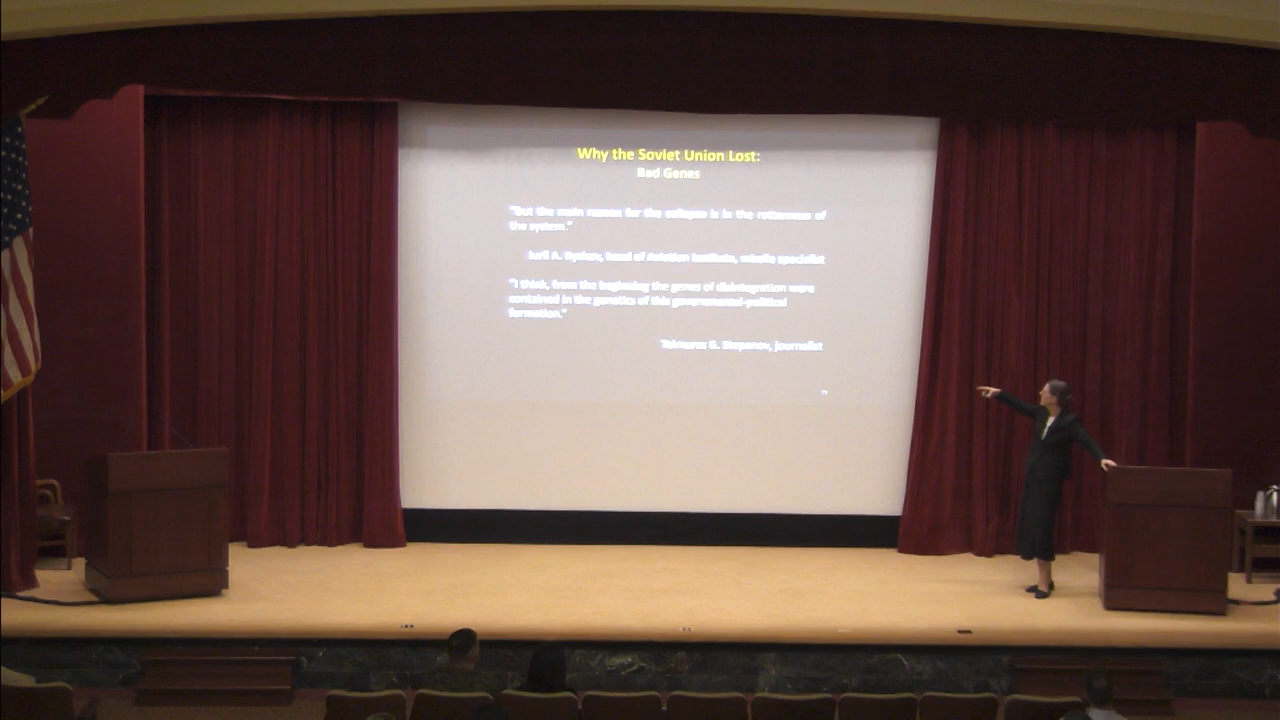 Why the Soviet Union Lost:
Bad Genes
"But the main reason for the collapse is in the rottenness of
the system."
Iurii A. Ryzhov, head of Aviation Institute, missile specialist
"I think, from the beginning the genes of disintegration were
contained in the genetics of this governmental-political
formation."
Teimuraz G. Stepanov, journalist